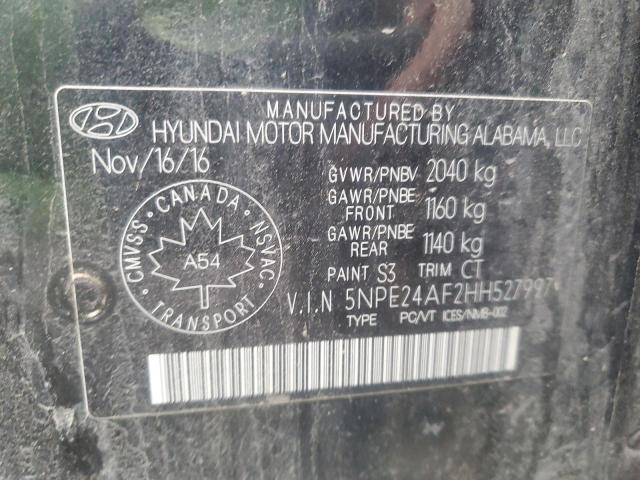 MANUFACTURED BY
HYUNDAI MOTOR MANUFACTURING ALABAMA, LLC
Nov/16/16
GVWR/PNBV 2040 kg
GAWR/PNBE FRONT 1160 kg
GAWR/PNBE REAR 1140 kg
PAINT S3 TRIM CT
V.I.N 5NPE24AF2HH527997
TYPE PC/VT ICES/NMB-002
CMVSS • CANADA • NSVAC • TRANSPORT •
A54